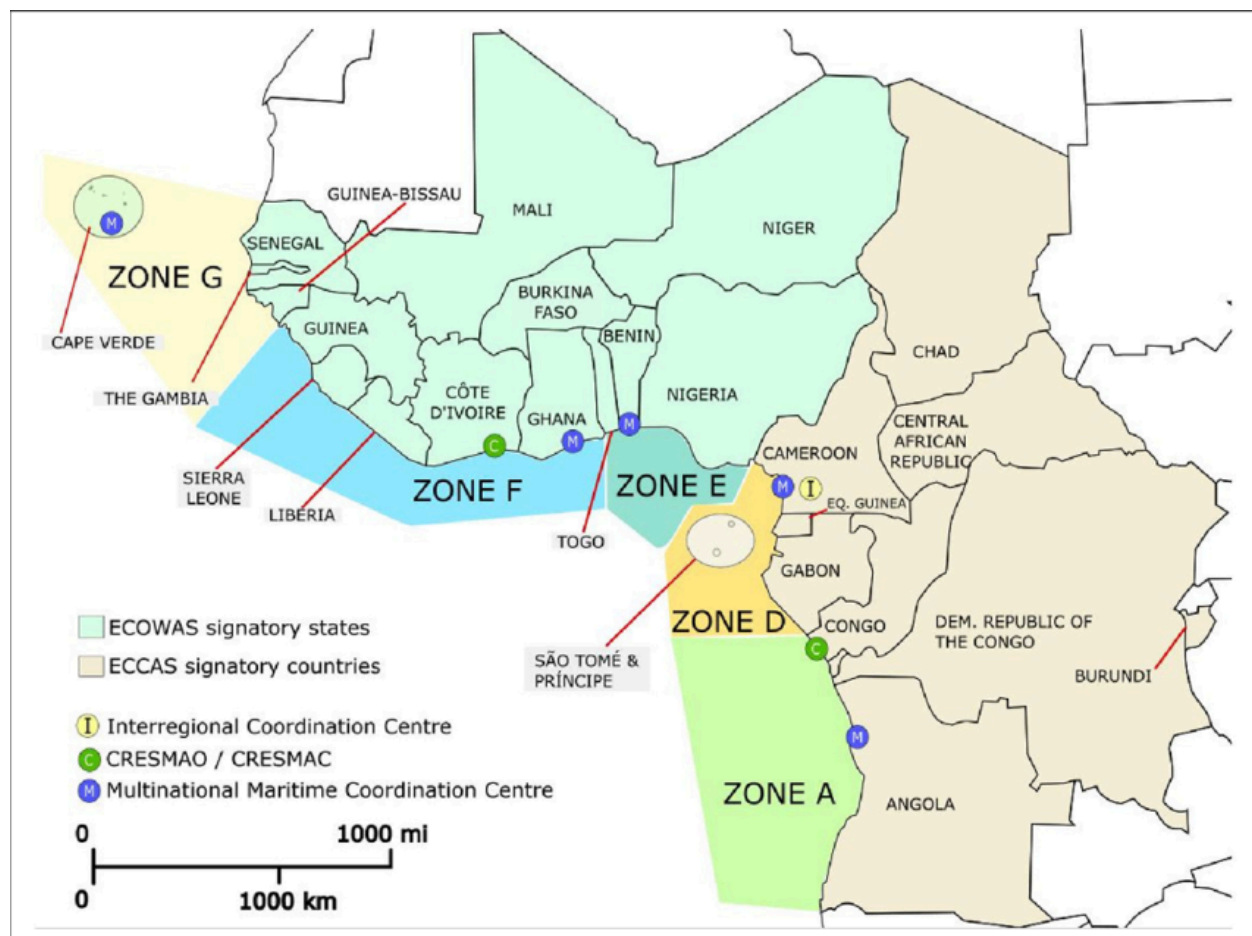 GUINEA-BISSAU
MALI
NIGER
SENEGAL
ZONE G
BURKINA
FASO
CAPE VERDE
GUINEA
BENIN
CHAD
THE GAMBIA
CÔTE
D'IVOIRE
GHANA
NIGERIA
CENTRAL
AFRICAN
REPUBLIC
M
C
M
M
CAMEROON
SIERRA
LEONE
ZONE F
ZONE E
M
I
EQ. GUINEA
LIBERIA
TOGO
GABON
ZONE D
CONGO
DEM. REPUBLIC OF
THE CONGO
SÃO TOMÉ &
PRÍNCIPE
C
BURUNDI
M
ZONE A
ANGOLA
ECOWAS signatory states
ECCAS signatory countries
I Interregional Coordination Centre
C CRESMAO / CRESMAC
M Multinational Maritime Coordination Centre
0 1000 mi
0 1000 km